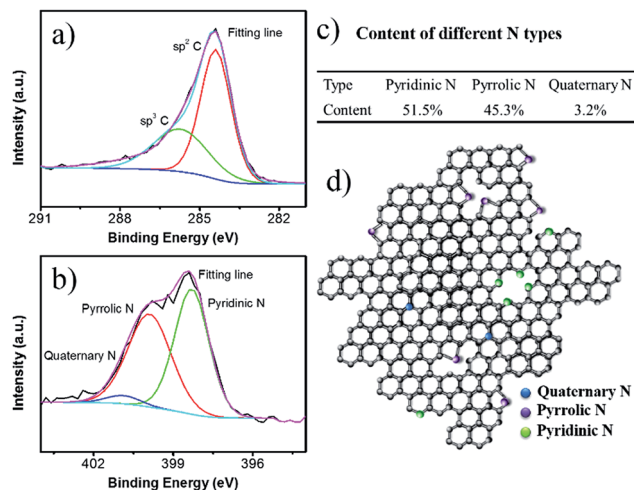 a)
sp² C
Fitting line
sp³ C
Intensity (a.u.)
291 288 285 282
Binding Energy (eV)
b)
Fitting line
Pyrrolic N
Pyridinic N
Quaternary N
Intensity (a.u.)
402 399 396
Binding Energy (eV)
c) Content of different N types
Type Pyridinic N Pyrrolic N Quaternary N
Content 51.5% 45.3% 3.2%
d)
Quaternary N
Pyrrolic N
Pyridinic N